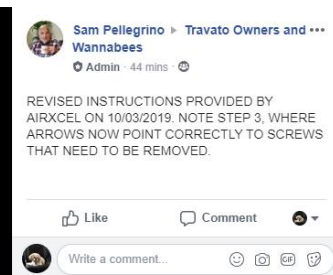 Sam Pellegrino ▸ Travato Owners and ···
Wannabees
Admin · 44 mins ·
REVISED INSTRUCTIONS PROVIDED BY
AIRXCEL ON 10/03/2019. NOTE STEP 3, WHERE
ARROWS NOW POINT CORRECTLY TO SCREWS
THAT NEED TO BE REMOVED.
Like Comment
Write a comment... GIF